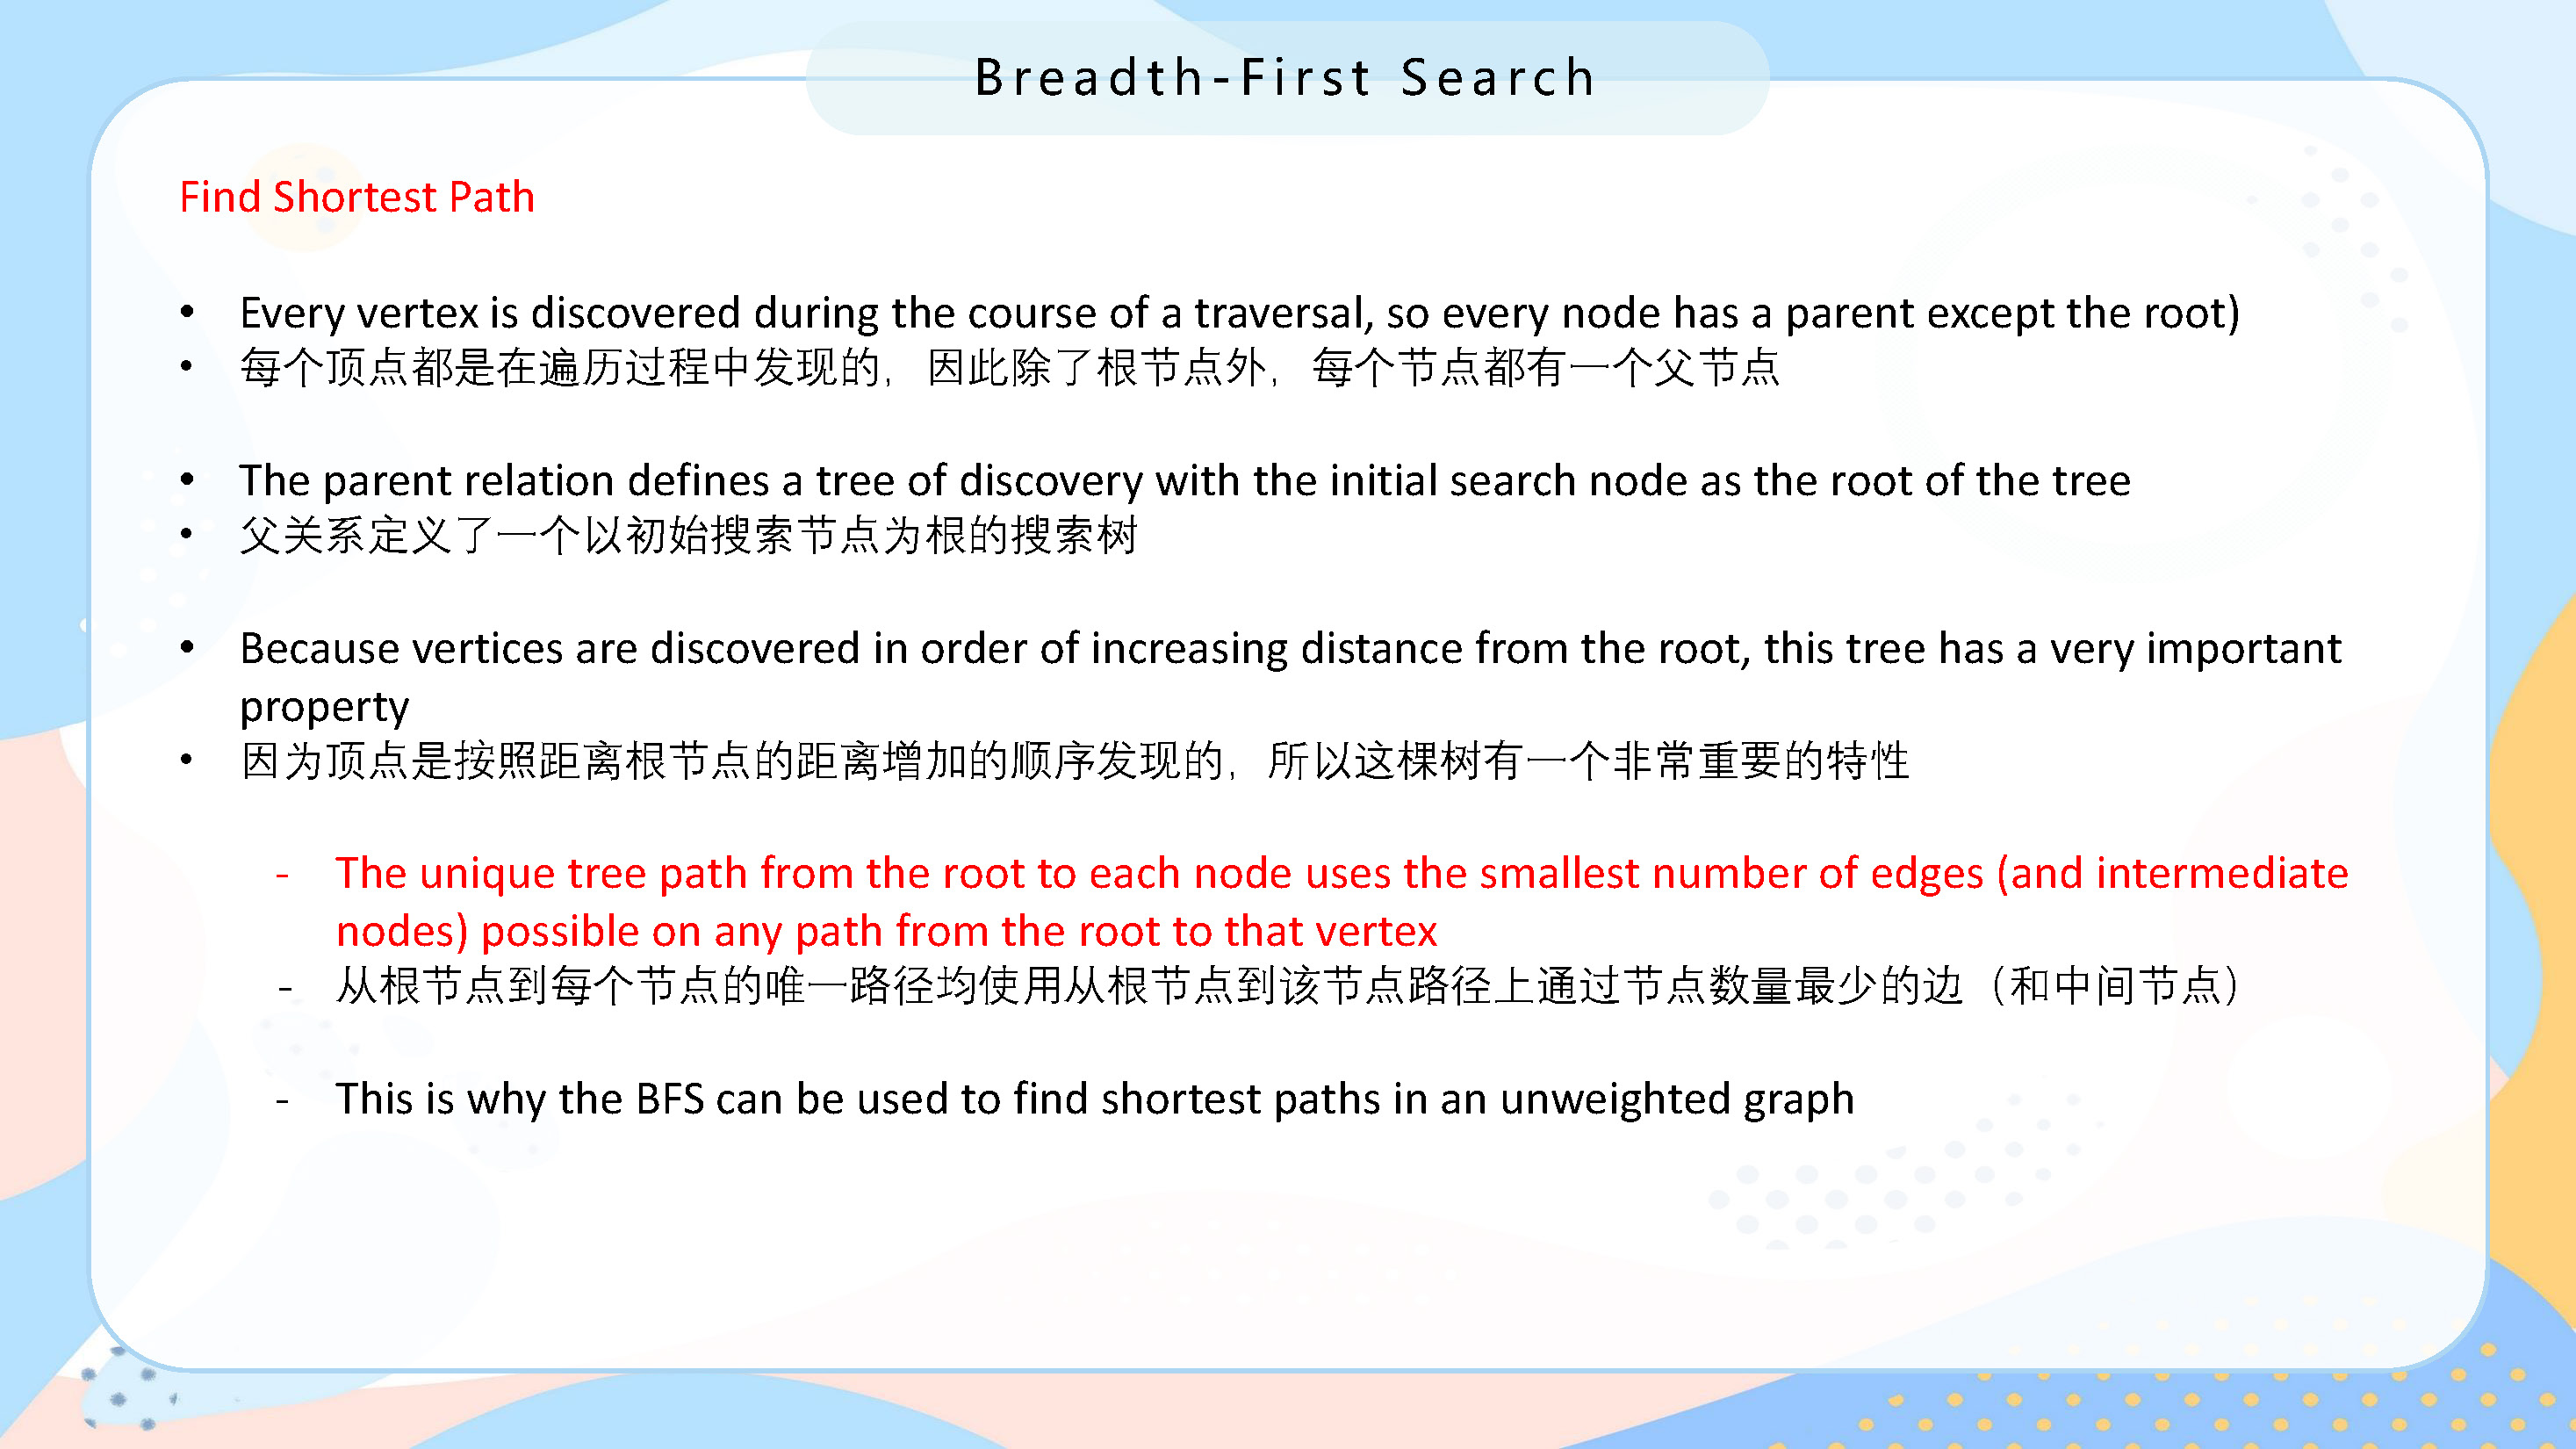 Breadth-First Search
Find Shortest Path
• Every vertex is discovered during the course of a traversal, so every node has a parent except the root)
• 每个顶点都是在遍历过程中发现的，因此除了根节点外，每个节点都有一个父节点
• The parent relation defines a tree of discovery with the initial search node as the root of the tree
• 父关系定义了一个以初始搜索节点为根的搜索树
• Because vertices are discovered in order of increasing distance from the root, this tree has a very important
property
• 因为顶点是按照距离根节点的距离增加的顺序发现的，所以这棵树有一个非常重要的特性
- The unique tree path from the root to each node uses the smallest number of edges (and intermediate
nodes) possible on any path from the root to that vertex
- 从根节点到每个节点的唯一路径均使用从根节点到该节点路径上通过节点数量最少的边（和中间节点）
- This is why the BFS can be used to find shortest paths in an unweighted graph